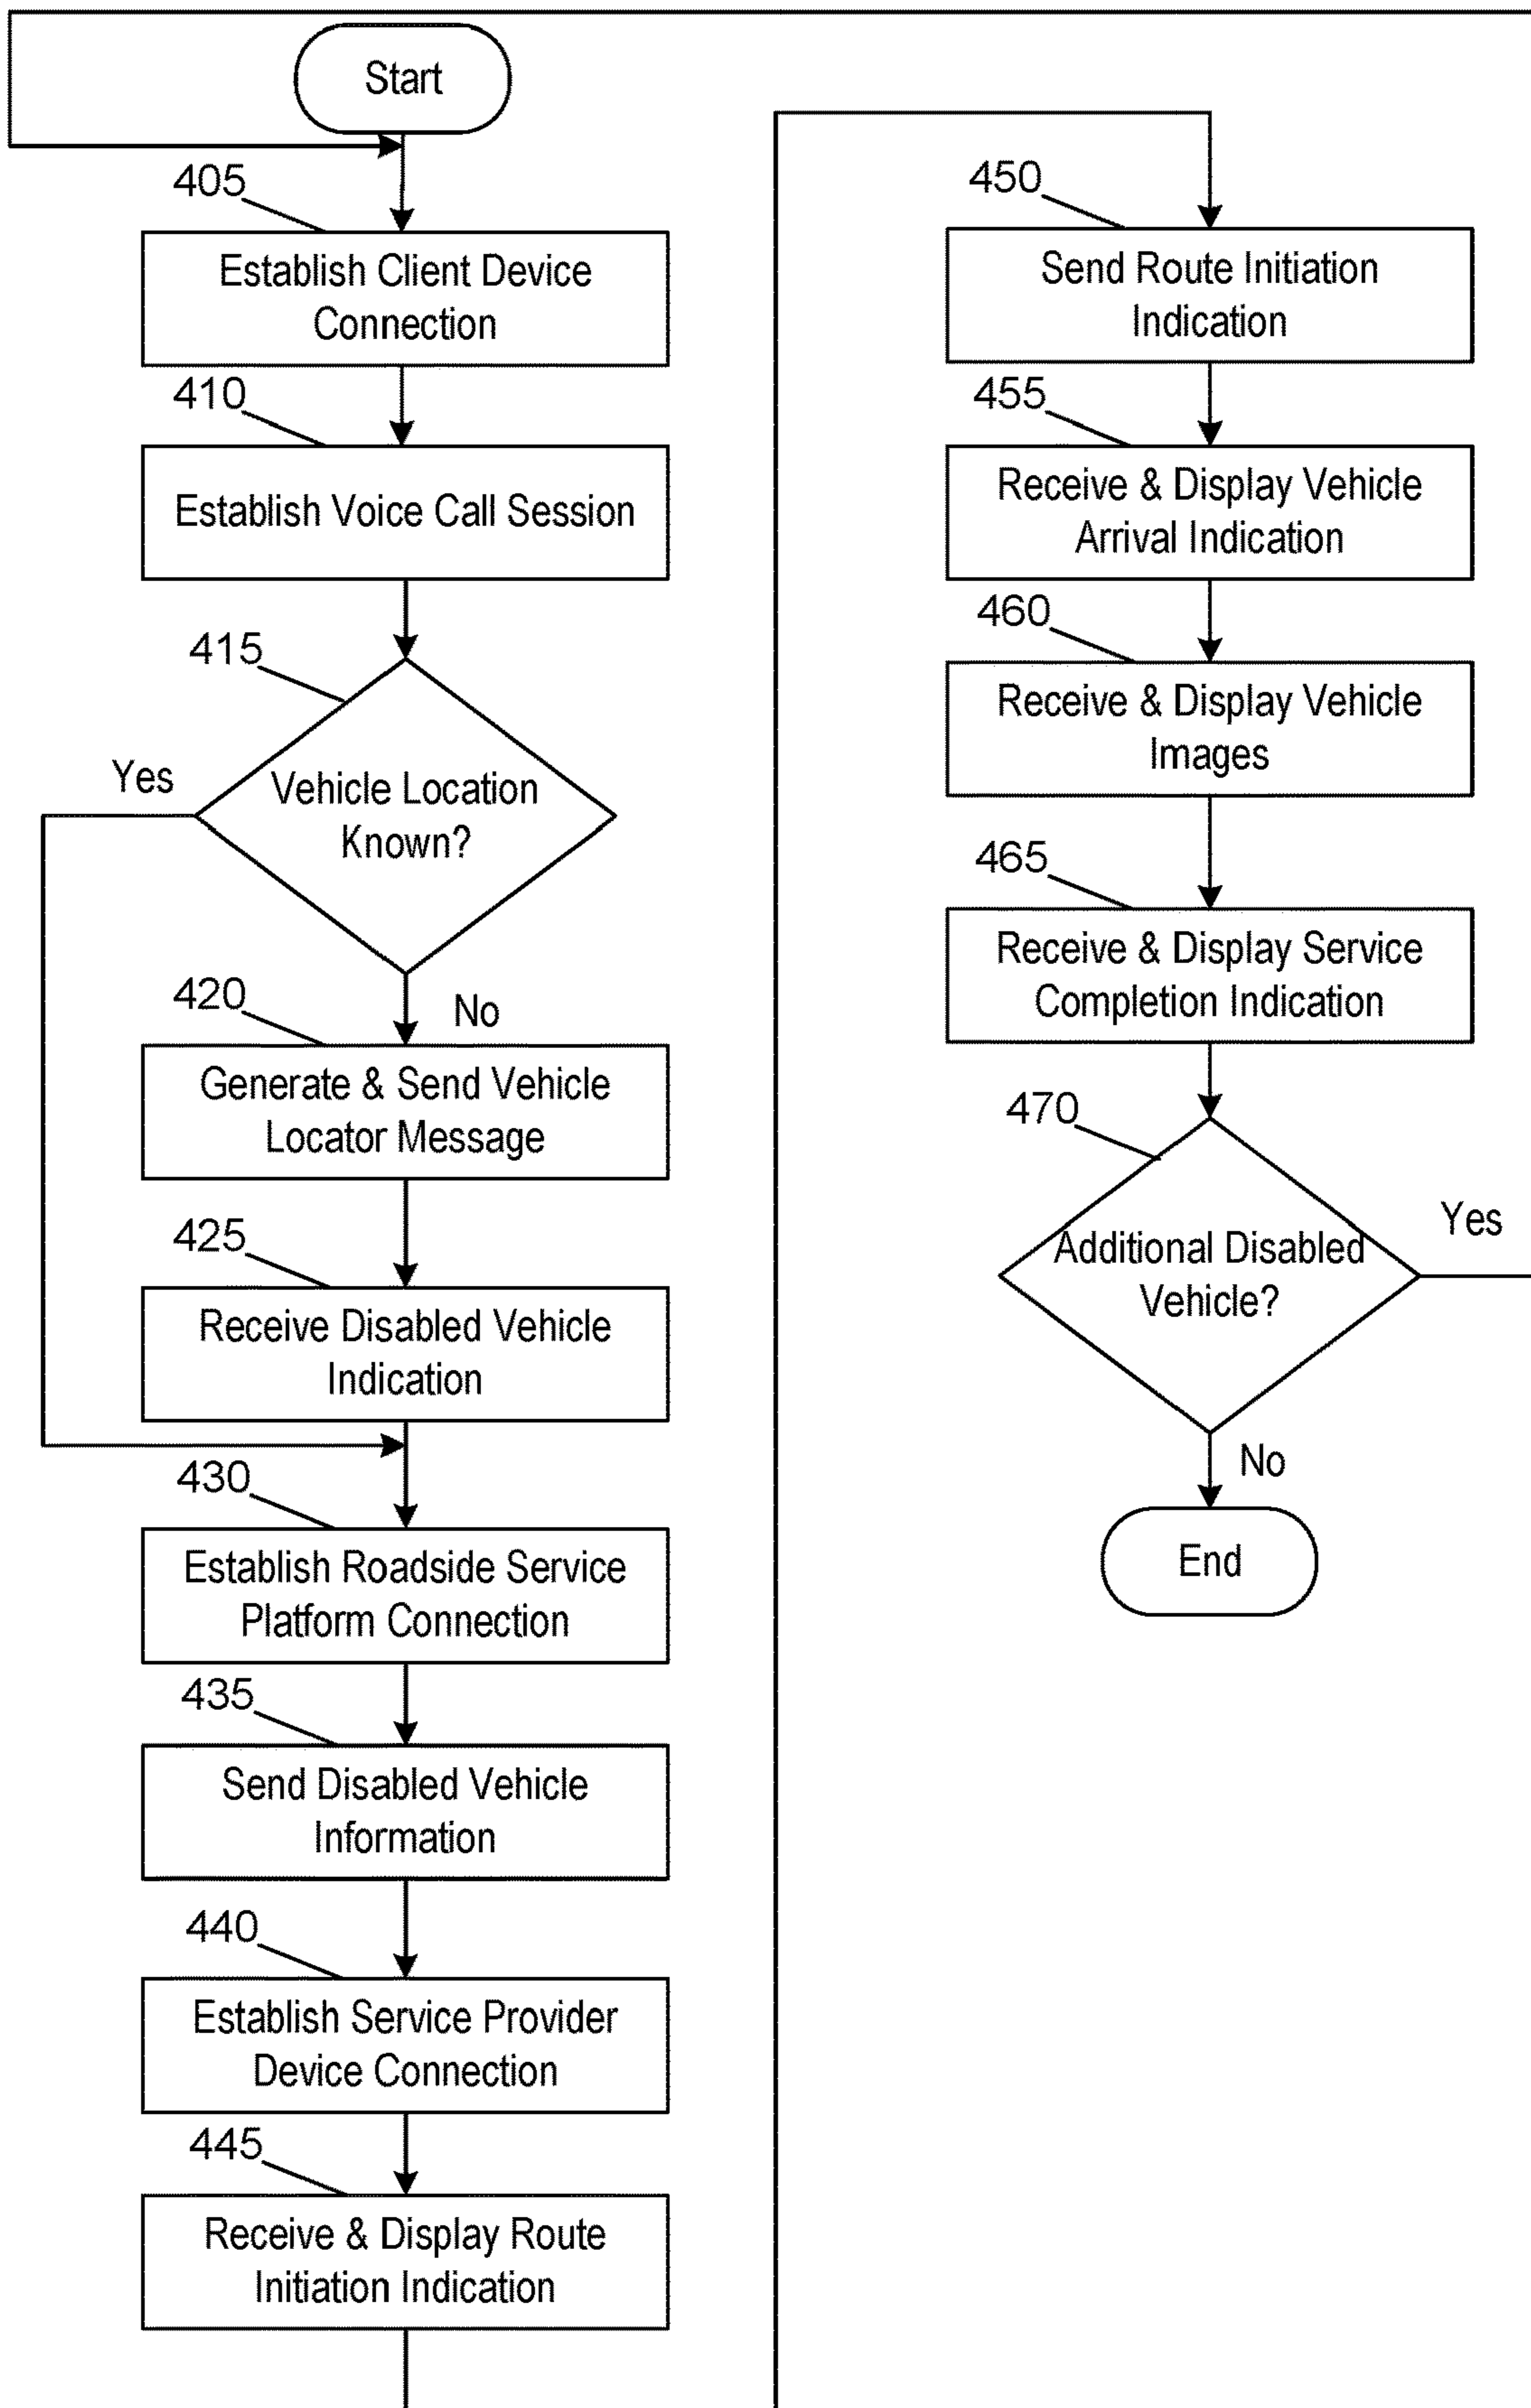 Start
405
Establish Client Device
Connection
410
Establish Voice Call Session
415
Yes
Vehicle Location
Known?
No
420
Generate & Send Vehicle
Locator Message
425
Receive Disabled Vehicle
Indication
430
Establish Roadside Service
Platform Connection
435
Send Disabled Vehicle
Information
440
Establish Service Provider
Device Connection
445
Receive & Display Route
Initiation Indication
450
Send Route Initiation
Indication
455
Receive & Display Vehicle
Arrival Indication
460
Receive & Display Vehicle
Images
465
Receive & Display Service
Completion Indication
470
Additional Disabled
Vehicle?
Yes
No
End